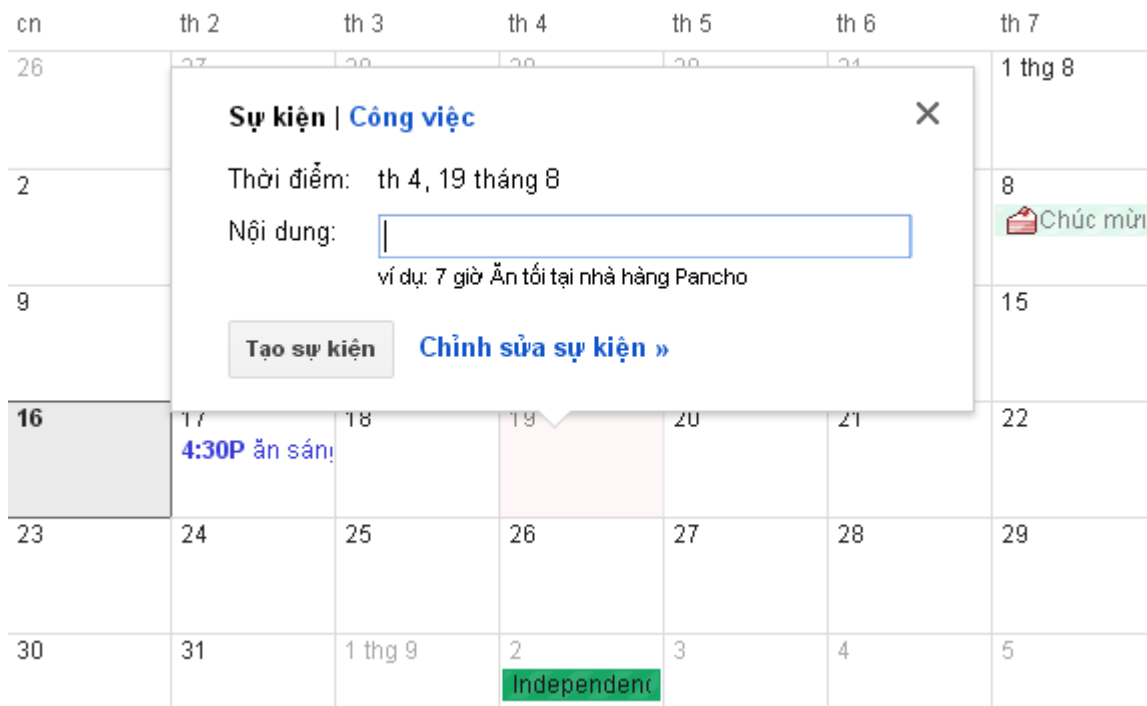 cn th 2 th 3 th 4 th 5 th 6 th 7
26 1 thg 8
Sự kiện | Công việc
Thời điểm: th 4, 19 tháng 8
2 8
Nội dung:
Chúc
ví dụ: 7 giờ Ăn tối tại nhà hàng Pancho
9 15
Tạo sự kiện Chỉnh sửa sự kiện »
16 17 18 19 20 21 22
4:30P ăn
23 24 25 26 27 28 29
30 31 1 thg 9 2 3 4 5